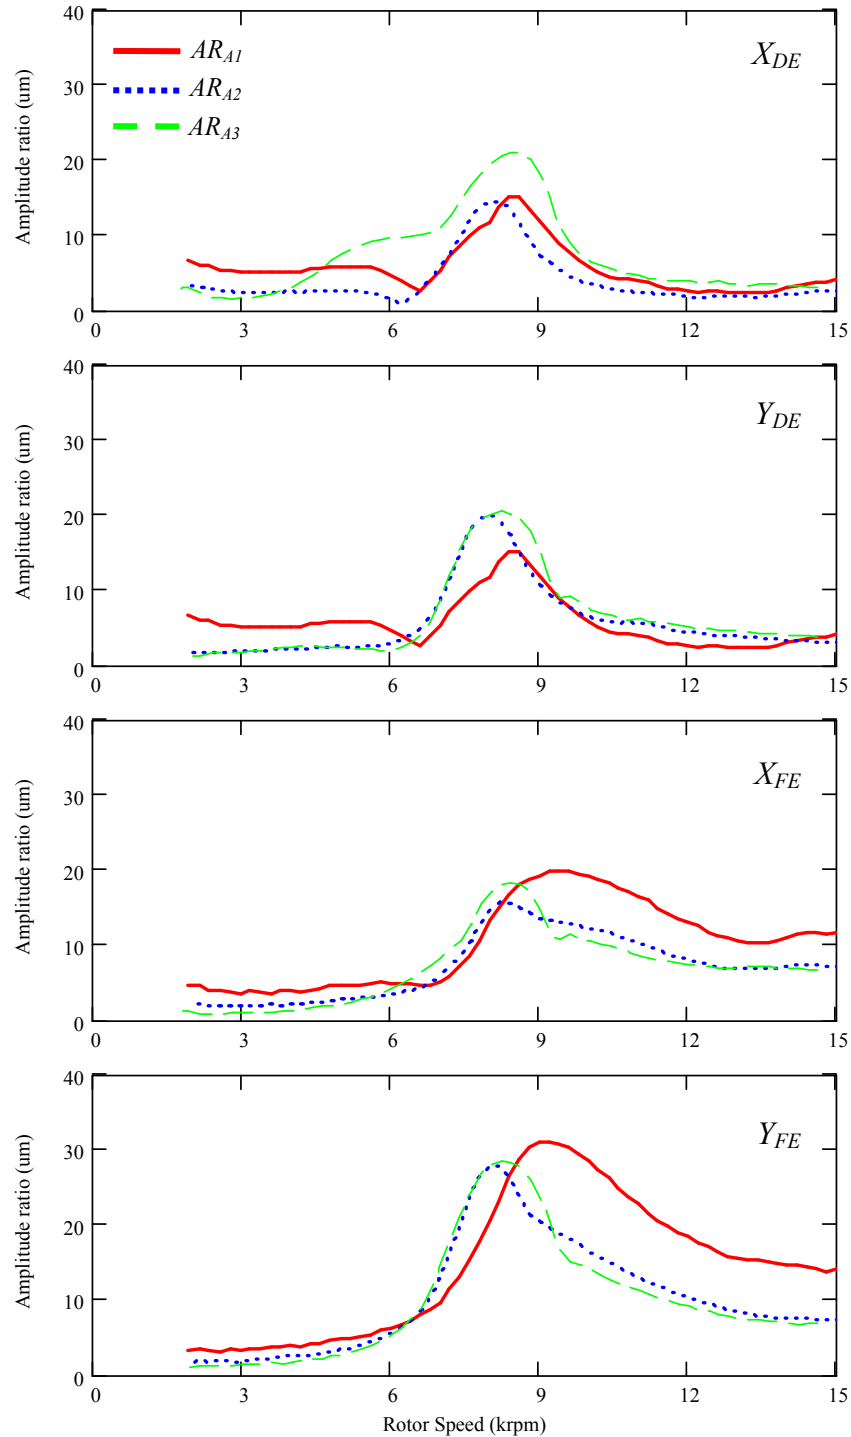 40
30
20
10
0
Amplitude ratio (um)
AR_A1
AR_A2
AR_A3
X_DE
0 3 6 9 12 15
40
30
20
10
0
Amplitude ratio (um)
Y_DE
0 3 6 9 12 15
40
30
20
10
0
Amplitude ratio (um)
X_FE
0 3 6 9 12 15
40
30
20
10
0
Amplitude ratio (um)
Y_FE
0 3 6 9 12 15
Rotor Speed (krpm)